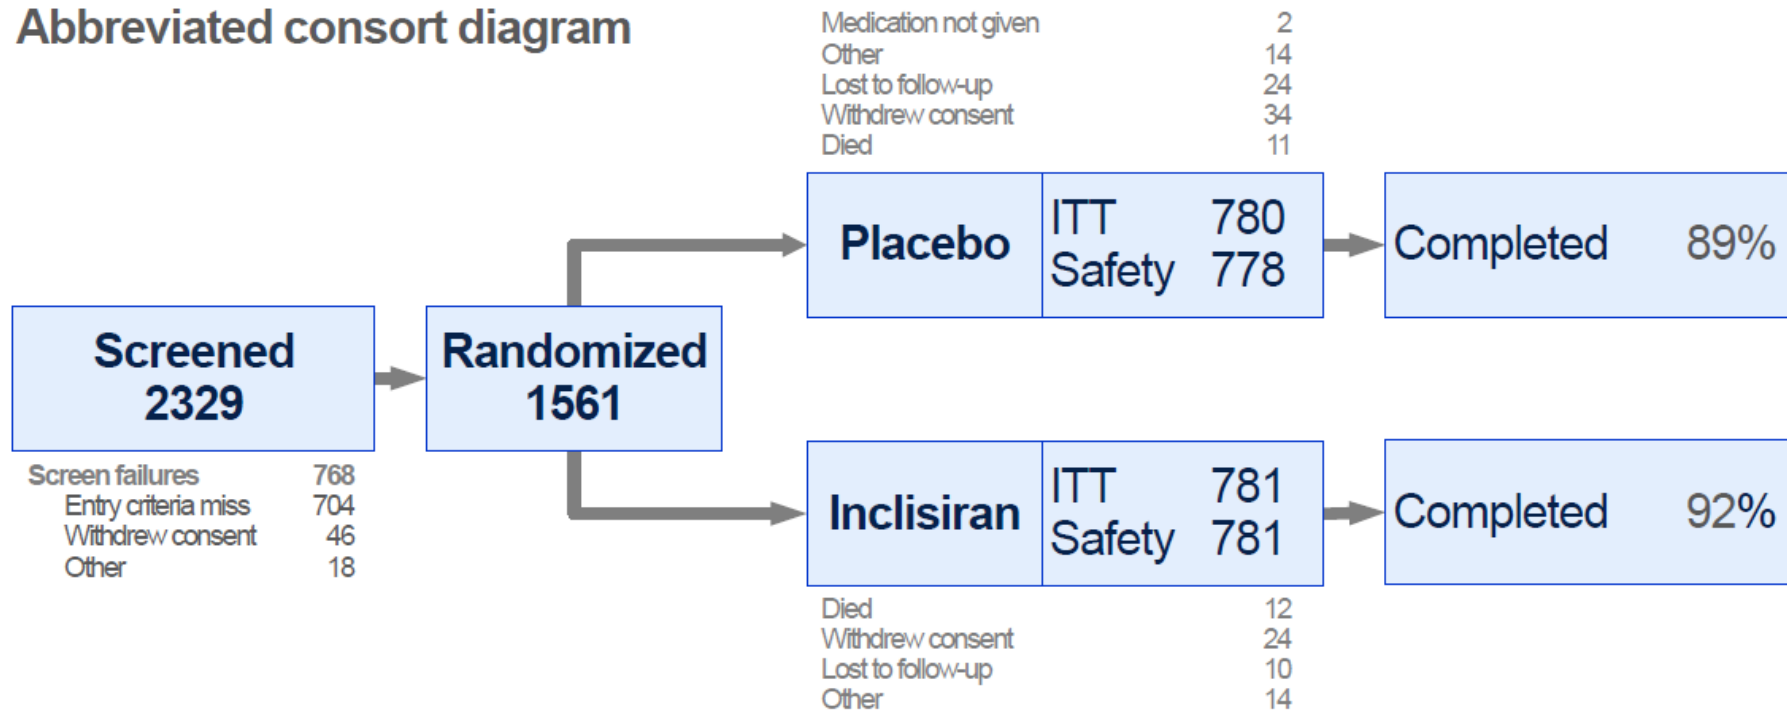 Abbreviated consort diagram
Medication not given 2
Other 14
Lost to follow-up 24
Withdrew consent 34
Died 11
Placebo
ITT 780
Safety 778
Completed 89%
Screened
2329
Randomized
1561
Screen failures 768
Entry criteria miss 704
Withdrew consent 46
Other 18
Inclisiran
ITT 781
Safety 781
Completed 92%
Died 12
Withdrew consent 24
Lost to follow-up 10
Other 14